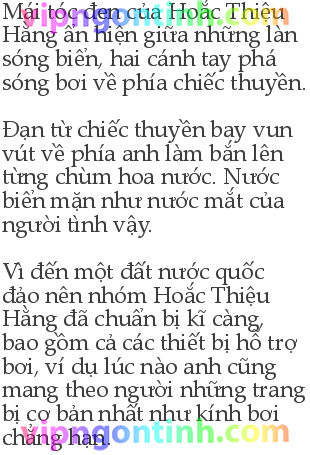 Mái tóc đen của Hoắc Thiệu
vipngontinh.com
Hằng ẩn hiện giữa những làn
sóng biển, hai cánh tay phá
sóng bơi về phía chiếc thuyền.
Đạn từ chiếc thuyền bay vun
vút về phía anh làm bắn lên
từng chùm hoa nước. Nước
biển mặn như nước mắt của
người tình vậy.
Vì đến một đất nước quốc
đảo nên nhóm Hoắc Thiệu
Hằng đã chuẩn bị kĩ càng,
bao gồm cả các thiết bị hỗ trợ
bơi, ví dụ lúc nào anh cũng
mang theo người những trang
bị cơ bản nhất như kính bơi
chẳng hạn.
vipngontinh.com